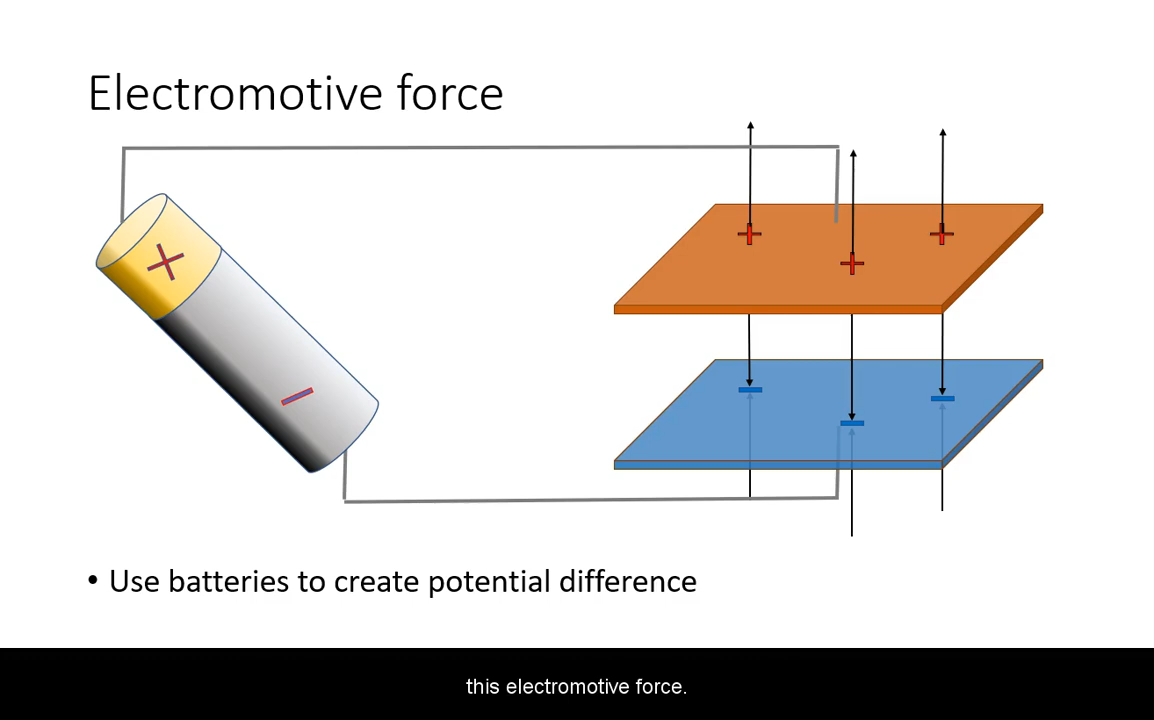 Electromotive force
• Use batteries to create potential difference
this electromotive force.